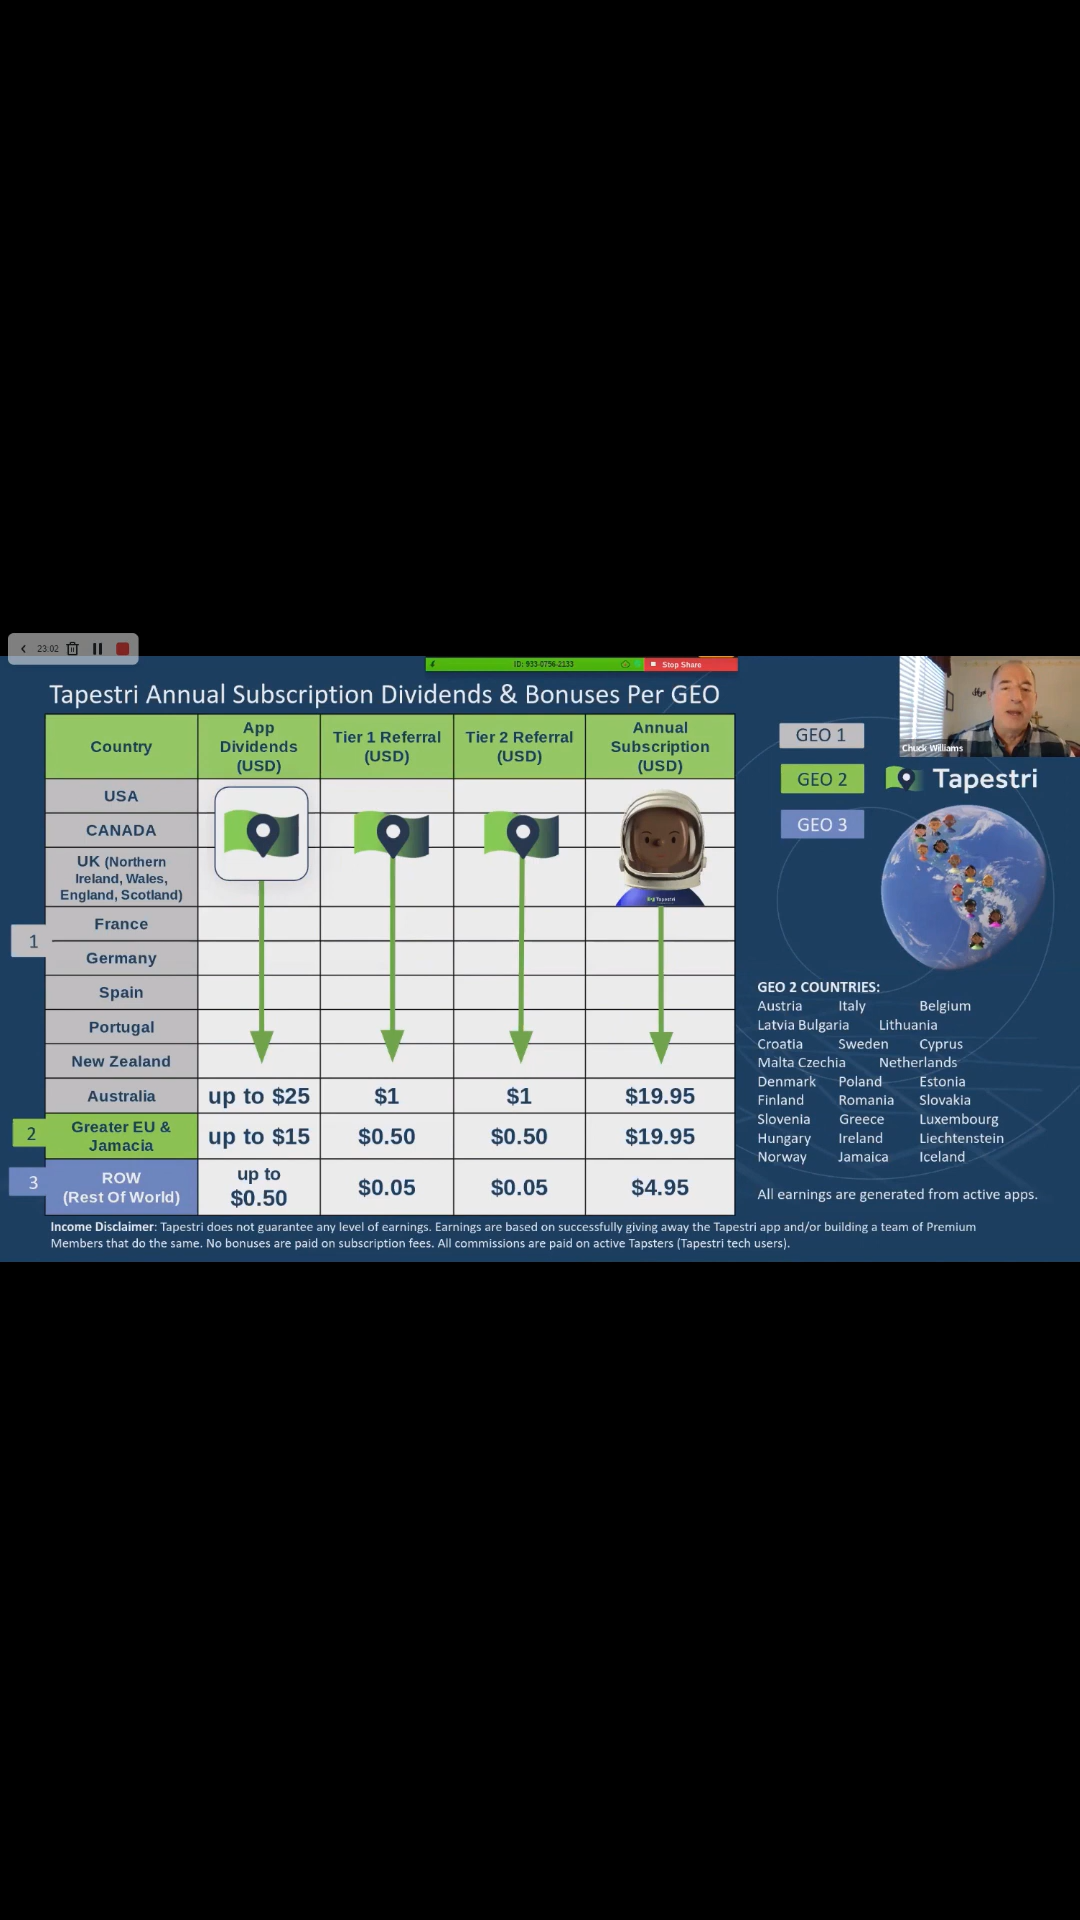 23:02
ID: 933-0756-2133
Stop Share
Tapestri Annual Subscription Dividends & Bonuses Per GEO
Country
App Dividends (USD)
Tier 1 Referral (USD)
Tier 2 Referral (USD)
Annual Subscription (USD)
USA
CANADA
UK (Northern
Ireland, Wales,
England, Scotland)
1
France
Germany
Spain
Portugal
New Zealand
Australia up to $25 $1 $1 $19.95
2
Greater EU &
Jamacia
up to $15 $0.50 $0.50 $19.95
3
ROW
(Rest Of World)
up to
$0.50
$0.05 $0.05 $4.95
GEO 1
GEO 2
GEO 3
Chuck Williams
Tapestri
Tapestri
GEO 2 COUNTRIES:
Austria Italy Belgium
Latvia Bulgaria Lithuania
Croatia Sweden Cyprus
Malta Czechia Netherlands
Denmark Poland Estonia
Finland Romania Slovakia
Slovenia Greece Luxembourg
Hungary Ireland Liechtenstein
Norway Jamaica Iceland
All earnings are generated from active apps.
Income Disclaimer: Tapestri does not guarantee any level of earnings. Earnings are based on successfully giving away the Tapestri app and/or building a team of Premium
Members that do the same. No bonuses are paid on subscription fees. All commissions are paid on active Tapsters (Tapestri tech users).